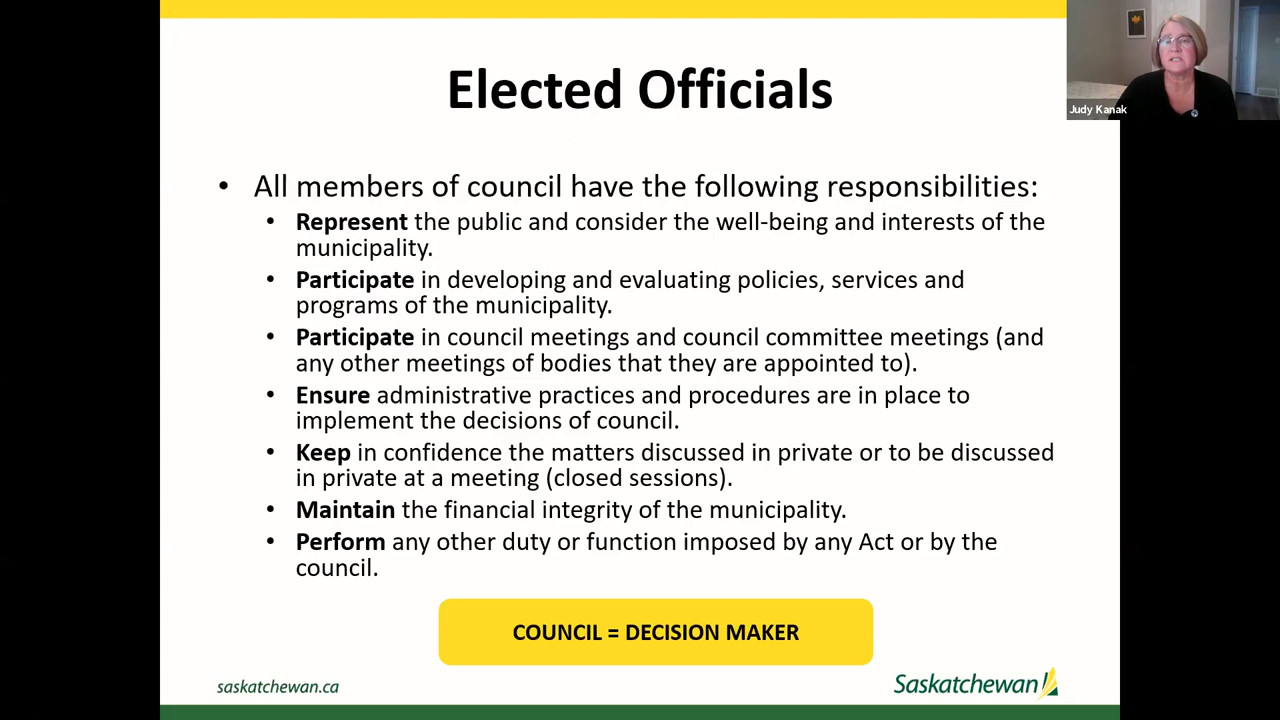 Elected Officials
Judy Kanak
• All members of council have the following responsibilities:
• Represent the public and consider the well-being and interests of the
municipality.
• Participate in developing and evaluating policies, services and
programs of the municipality.
• Participate in council meetings and council committee meetings (and
any other meetings of bodies that they are appointed to).
• Ensure administrative practices and procedures are in place to
implement the decisions of council.
• Keep in confidence the matters discussed in private or to be discussed
in private at a meeting (closed sessions).
• Maintain the financial integrity of the municipality.
• Perform any other duty or function imposed by any Act or by the
council.
COUNCIL = DECISION MAKER
saskatchewan.ca
Saskatchewan